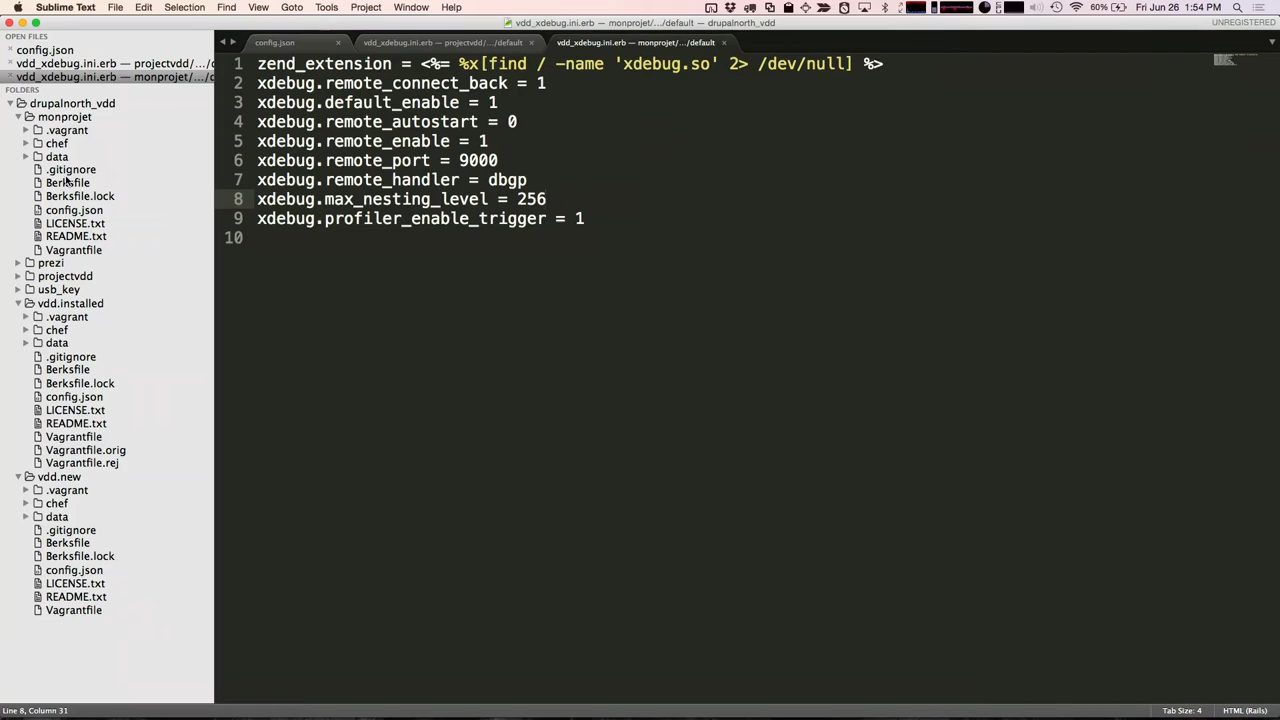 Sublime Text File Edit Selection Find View Goto Tools Project Window Help
60% Fri Jun 26 1:54 PM
vdd_xdebug.ini.erb — monprojet/…/default — drupalnorth_vdd
UNREGISTERED
OPEN FILES
config.json
vdd_xdebug.ini.erb — projectvdd/…/d
vdd_xdebug.ini.erb — monprojet/…/d
FOLDERS
drupalnorth_vdd
monprojet
.vagrant
chef
data
.gitignore
Berksfile
Berksfile.lock
config.json
LICENSE.txt
README.txt
Vagrantfile
prezi
projectvdd
usb_key
vdd.installed
.vagrant
chef
data
.gitignore
Berksfile
Berksfile.lock
config.json
LICENSE.txt
README.txt
Vagrantfile
Vagrantfile.orig
Vagrantfile.rej
vdd.new
.vagrant
chef
data
.gitignore
Berksfile
Berksfile.lock
config.json
LICENSE.txt
README.txt
Vagrantfile
config.json
vdd_xdebug.ini.erb — projectvdd/…/default
vdd_xdebug.ini.erb — monprojet/…/default
1 zend_extension = <%= %x[find / -name 'xdebug.so' 2> /dev/null] %>
2 xdebug.remote_connect_back = 1
3 xdebug.default_enable = 1
4 xdebug.remote_autostart = 0
5 xdebug.remote_enable = 1
6 xdebug.remote_port = 9000
7 xdebug.remote_handler = dbgp
8 xdebug.max_nesting_level = 256
9 xdebug.profiler_enable_trigger = 1
10
Line 8, Column 31
Tab Size: 4
HTML (Rails)